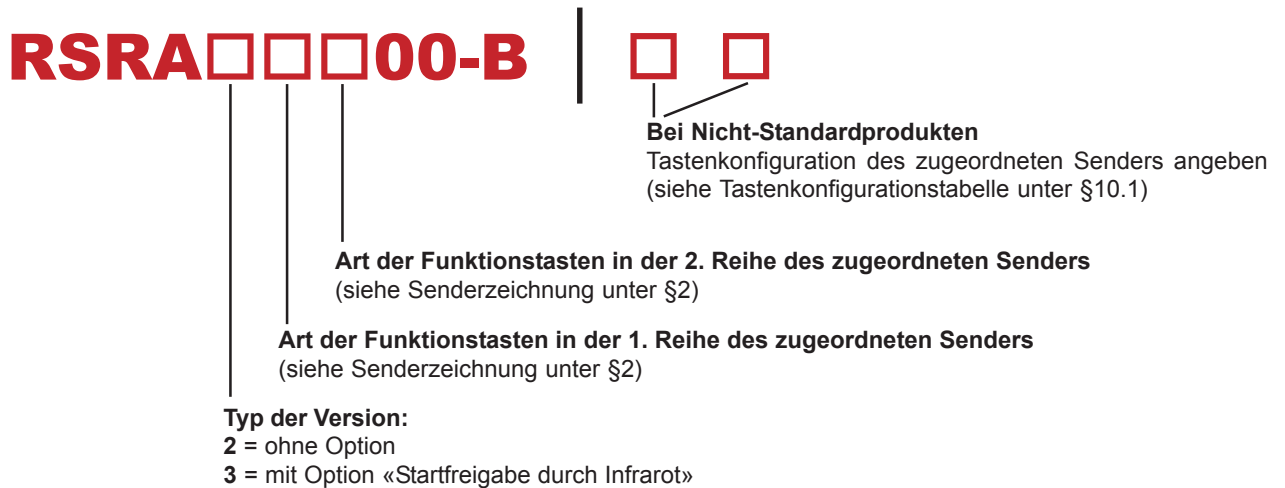 RSRA□□□00-B | □ □
Bei Nicht-Standardprodukten
Tastenkonfiguration des zugeordneten Senders angeben
(siehe Tastenkonfigurationstabelle unter §10.1)
Art der Funktionstasten in der 2. Reihe des zugeordneten Senders
(siehe Senderzeichnung unter §2)
Art der Funktionstasten in der 1. Reihe des zugeordneten Senders
(siehe Senderzeichnung unter §2)
Typ der Version:
2 = ohne Option
3 = mit Option «Startfreigabe durch Infrarot»